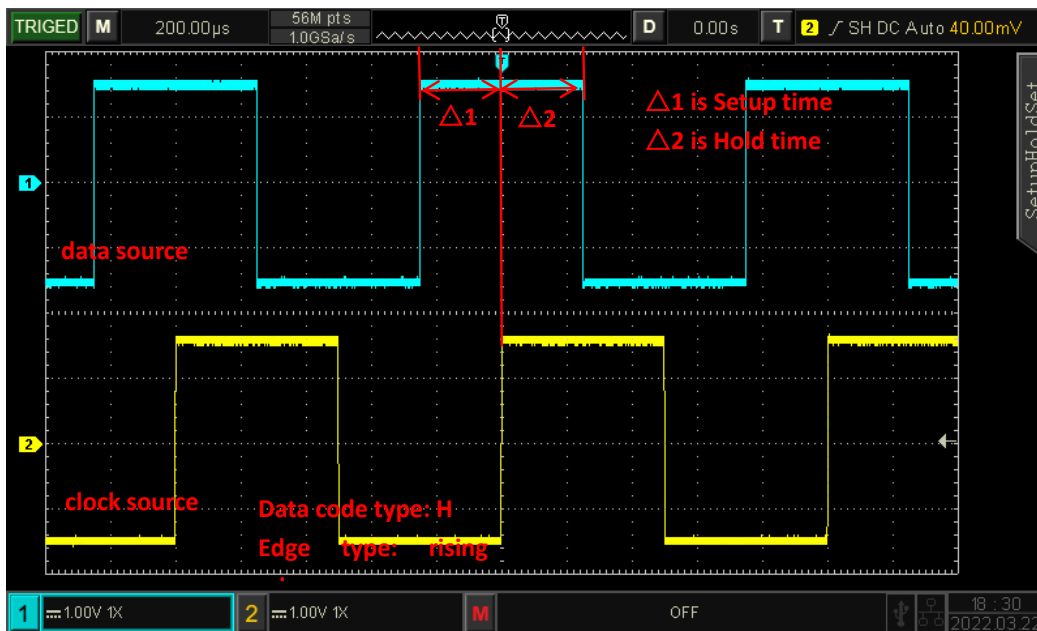 TRIGED M 200.00μs 56M pts 1.0GSa/s T D 0.00s T 2 SH DC Auto 40.00mV
SetupHoldSet
T
△1 △2
△1 is Setup time
△2 is Hold time
1
data source
2
clock source
Data code type: H
Edge type: rising
1 1.00V 1X 2 1.00V 1X M OFF 18:30
2022.03.22